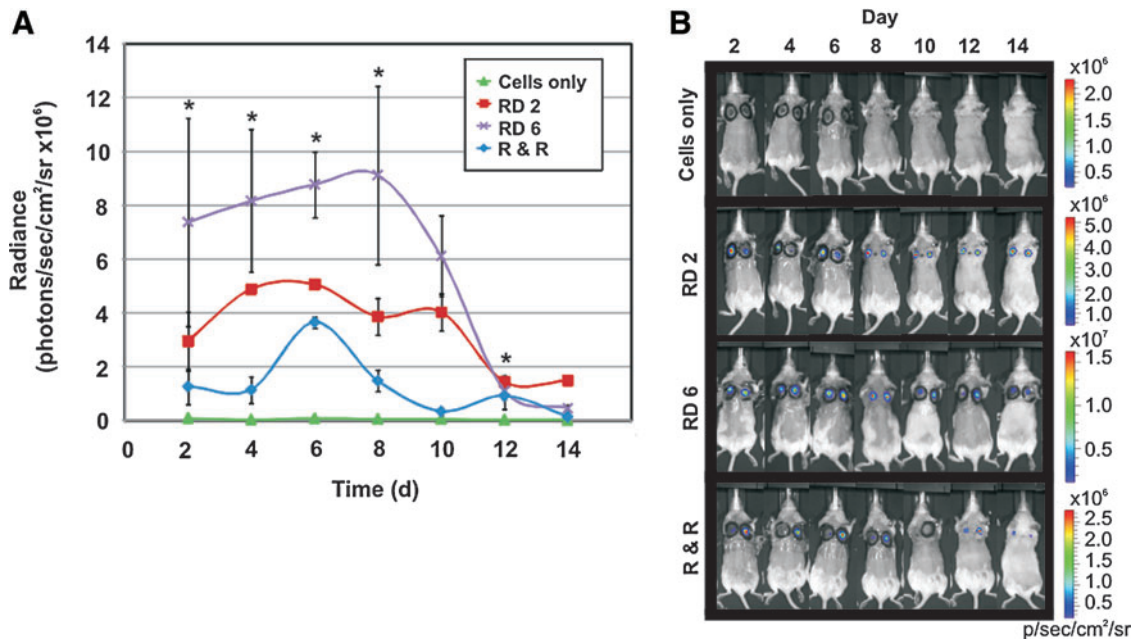 A
14
12
10
8
6
4
2
0
Radiance
(photons/sec/cm²/sr x10⁶)
* * * * *
Cells only
RD 2
RD 6
R & R
0 2 4 6 8 10 12 14
Time (d)
B
Day
2 4 6 8 10 12 14
Cells only
x10⁶
2.0
1.5
1.0
0.5
RD 2
x10⁶
5.0
4.0
3.0
2.0
1.0
RD 6
x10⁷
1.5
1.0
0.5
R & R
x10⁶
2.5
2.0
1.5
1.0
0.5
p/sec/cm²/sr